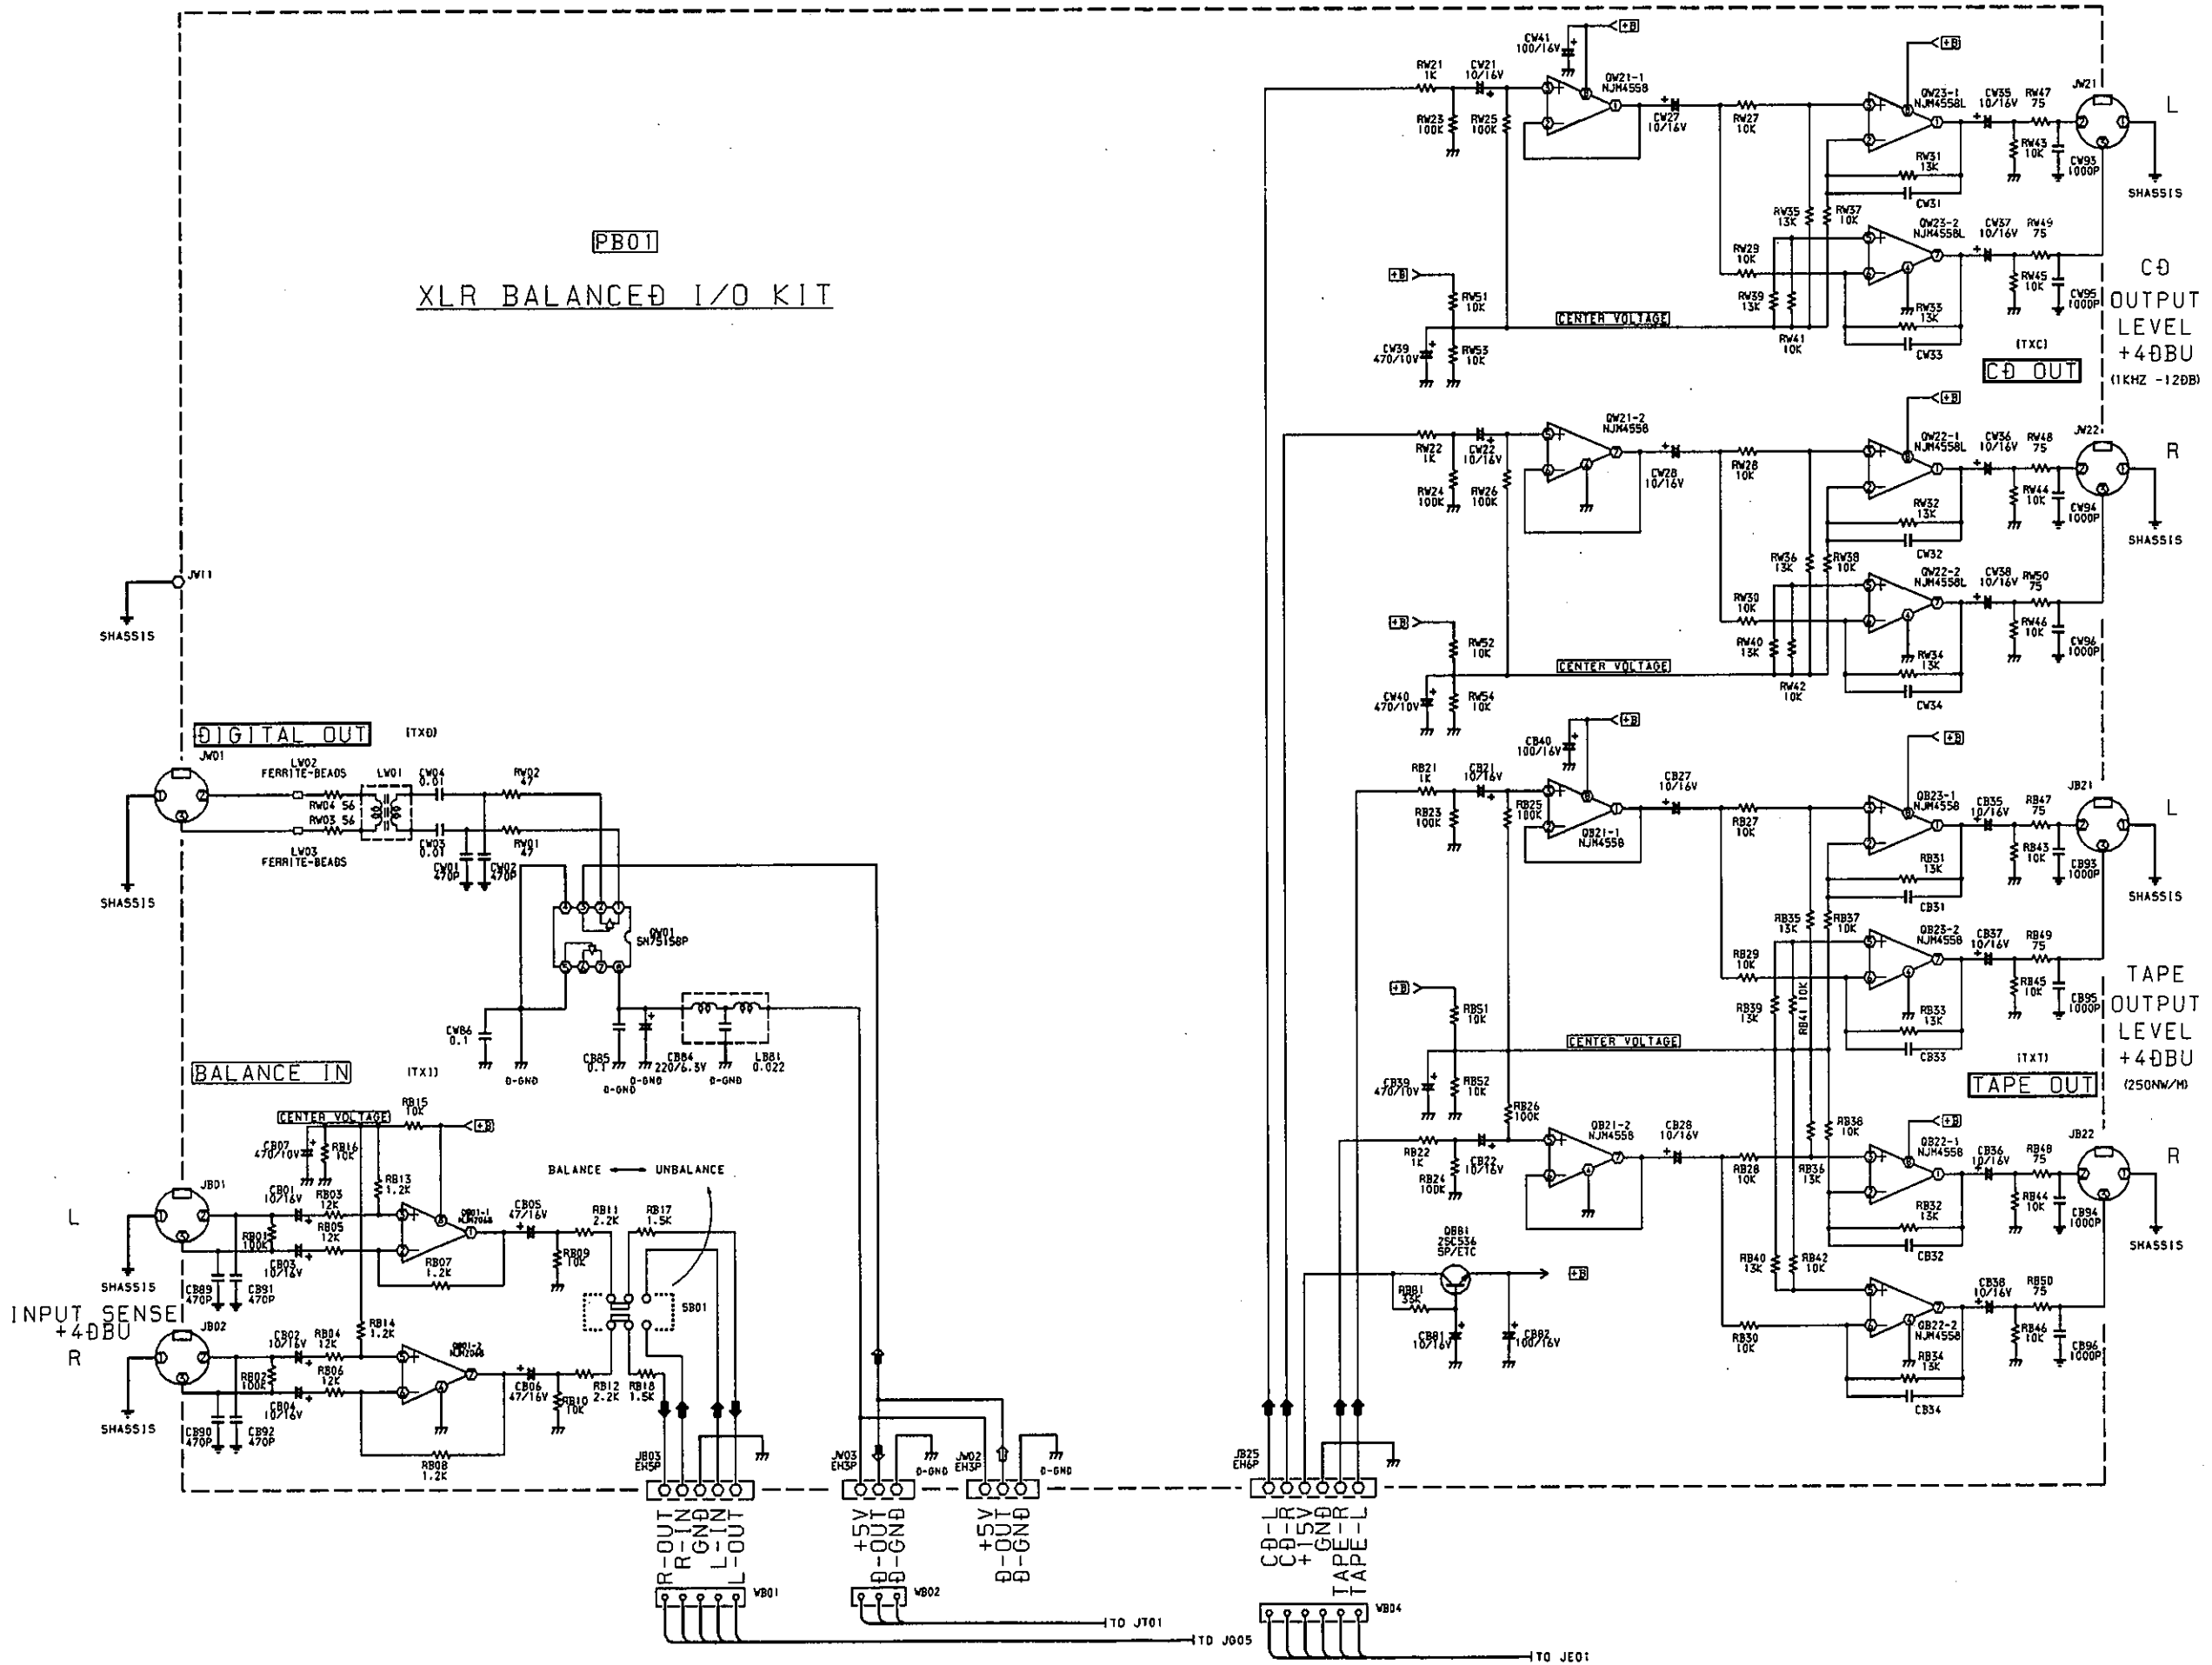 PB01
XLR BALANCED I/O KIT
JW11
SHASSIS
DIGITAL OUT
(TXD)
JW01
LW02
FERRITE-BEADS
LW01
CW04
0.01
RW02
47
RW04 56
RW03 56
LW03
FERRITE-BEADS
CW03
0.01
CW01
470P
CW02
470P
RW01
47
SHASSIS
QW01
SN75158P
CW86
0.1
D-GND
CB85
0.1
D-GND
D-GND
CB84
220/6.3V
D-GND
LB81
0.022
BALANCE IN
(TXI)
CENTER VOLTAGE
RB15
10K
+B
CB07
470/10V
RB16
10K
RB13
1.2K
JB01
CB01
10/16V
RB03
12K
RB05
12K
RB01
100K
CB03
10/16V
QB01-1
NJM2068
CB05
47/16V
RB07
1.2K
RB09
10K
RB11
2.2K
RB17
1.5K
BALANCE
UNBALANCE
L
SHASSIS
CB89
470P
CB91
470P
SB01
INPUT SENSE
+4DBU
R
JB02
CB02
10/16V
RB04
12K
RB14
1.2K
RB06
12K
RB02
100K
CB04
10/16V
QB01-2
NJM2068
CB06
47/16V
RB10
10K
RB12
2.2K
RB18
1.5K
SHASSIS
CB90
470P
CB92
470P
RB08
1.2K
JB03
EH5P
JW03
EH3P
D-GND
JW02
EH3P
D-GND
JB25
EH6P
R-OUT
R-IN
GND
L-IN
L-OUT
+5V
D-OUT
D-GND
+5V
D-OUT
D-GND
CD-L
CD-R
+15V
GND
TAPE-R
TAPE-L
WB01
WB02
WB04
TO JT01
TO JG05
TO JE01
CW41
100/16V
+B
RW21
1K
CW21
10/16V
QW21-1
NJM4558
RW23
100K
RW25
100K
CW27
10/16V
RW27
10K
+B
QW23-1
NJM4558L
CW35
10/16V
RW47
75
JW21
L
RW31
13K
CW31
RW43
10K
CW93
1000P
SHASSIS
RW35
13K
RW37
10K
QW23-2
NJM4558L
CW37
10/16V
RW49
75
RW29
10K
RW39
13K
RW41
10K
RW33
13K
CW33
RW45
10K
CW95
1000P
+B
RW51
10K
CENTER VOLTAGE
CW39
470/10V
RW53
10K
CD
OUTPUT
LEVEL
+4DBU
(1KHZ -12DB)
(TXC)
CD OUT
+B
RW22
1K
CW22
10/16V
QW21-2
NJM4558
RW24
100K
RW26
100K
CW28
10/16V
RW28
10K
QW22-1
NJM4558L
CW36
10/16V
RW48
75
JW22
R
RW32
13K
CW32
RW44
10K
CW94
1000P
SHASSIS
RW36
13K
RW38
10K
QW22-2
NJM4558L
CW38
10/16V
RW50
75
RW30
10K
RW40
13K
RW42
10K
RW34
13K
CW34
RW46
10K
CW96
1000P
+B
RW52
10K
CENTER VOLTAGE
CW40
470/10V
RW54
10K
+B
CB40
100/16V
+B
RB21
1K
CB21
10/16V
RB23
100K
RB25
100K
QB21-1
NJM4558
CB27
10/16V
RB27
10K
QB23-1
NJM4558
CB35
10/16V
RB47
75
JB21
L
RB31
13K
CB31
RB43
10K
CB93
1000P
SHASSIS
RB35
13K
RB37
10K
QB23-2
NJM4558
CB37
10/16V
RB49
75
RB29
10K
RB39
13K
RB41 10K
RB33
13K
CB33
RB45
10K
CB95
1000P
+B
RB51
10K
CENTER VOLTAGE
CB39
470/10V
RB52
10K
TAPE
OUTPUT
LEVEL
+4DBU
(250NW/M)
(TXT)
TAPE OUT
RB26
100K
RB22
1K
CB22
10/16V
RB24
100K
QB21-2
NJM4558
CB28
10/16V
RB28
10K
RB36
13K
RB38
10K
+B
QB22-1
NJM4558
CB36
10/16V
RB48
75
JB22
R
RB32
13K
CB32
RB44
10K
CB94
1000P
SHASSIS
QB81
2SC536
SP/ETC
+B
RB81
33K
CB81
10/16V
CB82
100/16V
RB40
13K
RB42
10K
RB30
10K
QB22-2
NJM4558
CB38
10/16V
RB50
75
RB34
13K
CB34
RB46
10K
CB96
1000P